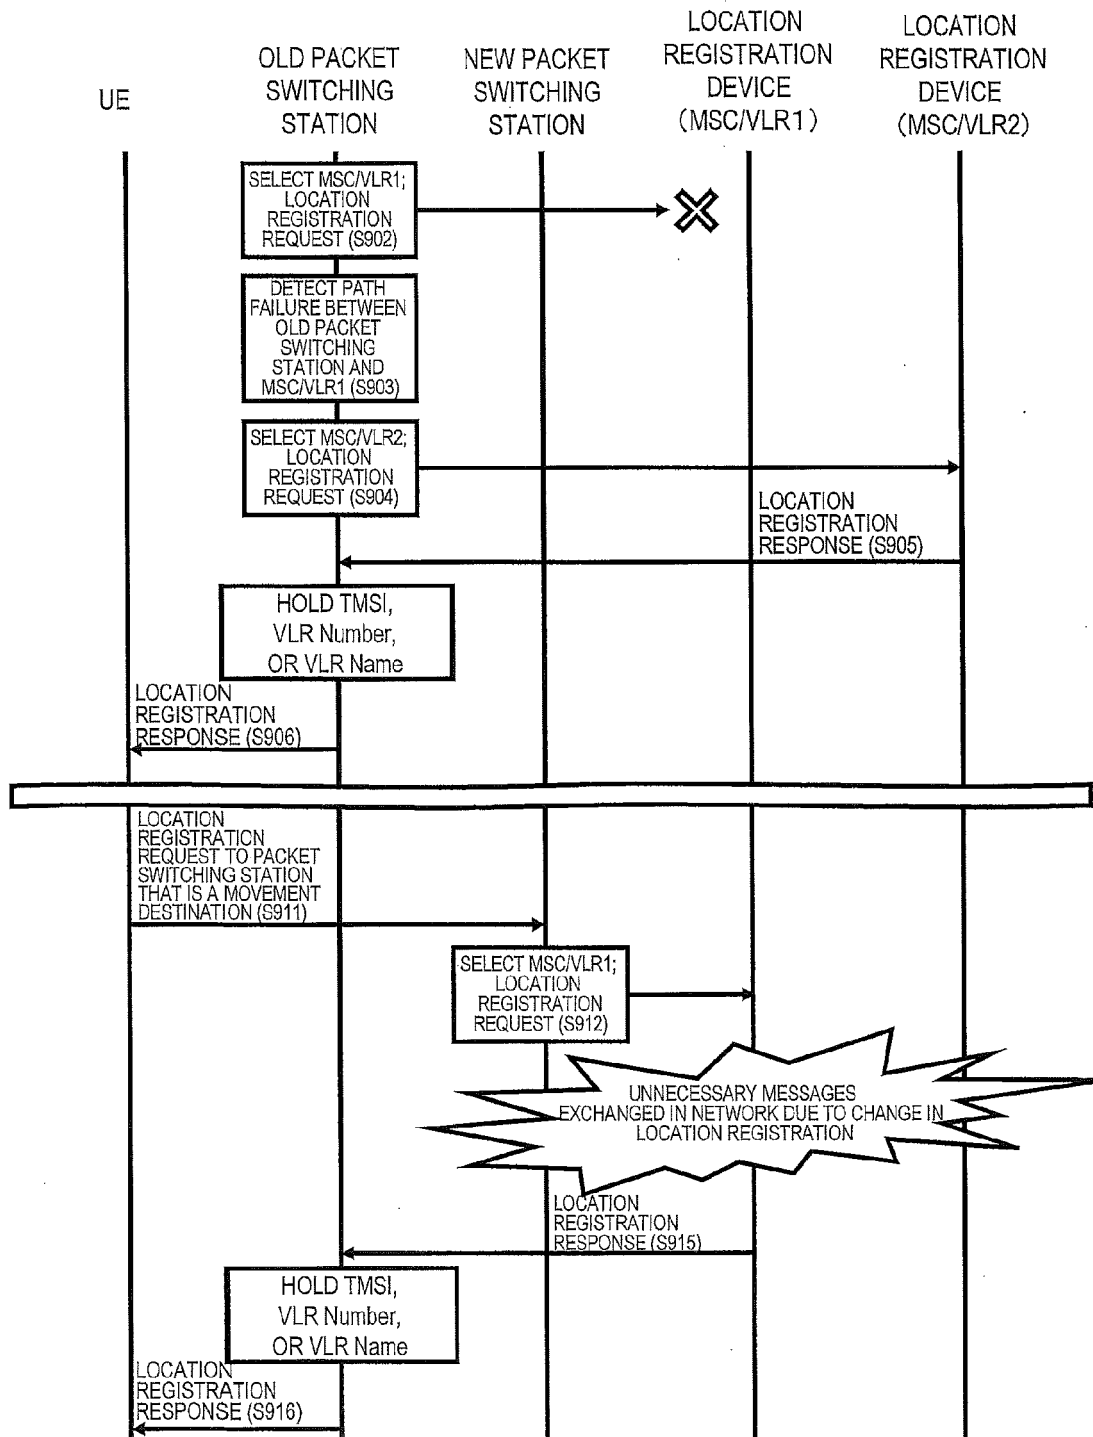 UE
OLD PACKET
SWITCHING
STATION
NEW PACKET
SWITCHING
STATION
LOCATION
REGISTRATION
DEVICE
(MSC/VLR1)
LOCATION
REGISTRATION
DEVICE
(MSC/VLR2)
SELECT MSC/VLR1;
LOCATION
REGISTRATION
REQUEST (S902)
DETECT PATH
FAILURE BETWEEN
OLD PACKET
SWITCHING
STATION AND
MSC/VLR1 (S903)
SELECT MSC/VLR2;
LOCATION
REGISTRATION
REQUEST (S904)
LOCATION
REGISTRATION
RESPONSE (S905)
HOLD TMSI,
VLR Number,
OR VLR Name
LOCATION
REGISTRATION
RESPONSE (S906)
LOCATION
REGISTRATION
REQUEST TO PACKET
SWITCHING STATION
THAT IS A MOVEMENT
DESTINATION (S911)
SELECT MSC/VLR1;
LOCATION
REGISTRATION
REQUEST (S912)
UNNECESSARY MESSAGES
EXCHANGED IN NETWORK DUE TO CHANGE IN
LOCATION REGISTRATION
LOCATION
REGISTRATION
RESPONSE (S915)
HOLD TMSI,
VLR Number,
OR VLR Name
LOCATION
REGISTRATION
RESPONSE (S916)